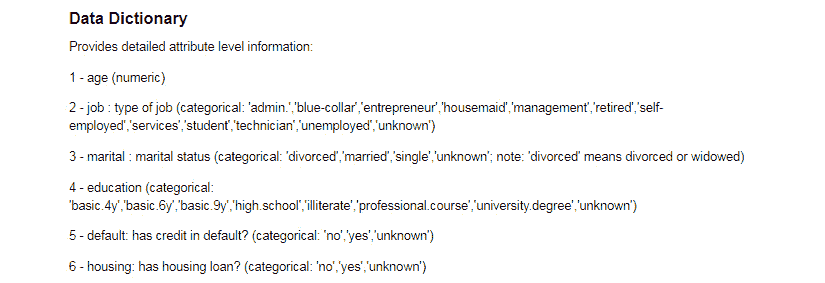 Data Dictionary
Provides detailed attribute level information:
1 - age (numeric)
2 - job : type of job (categorical: 'admin.','blue-collar','entrepreneur','housemaid','management','retired','self-
employed','services','student','technician','unemployed','unknown')
3 - marital : marital status (categorical: 'divorced','married','single','unknown'; note: 'divorced' means divorced or widowed)
4 - education (categorical:
'basic.4y','basic.6y','basic.9y','high.school','illiterate','professional.course','university.degree','unknown')
5 - default: has credit in default? (categorical: 'no','yes','unknown')
6 - housing: has housing loan? (categorical: 'no','yes','unknown')